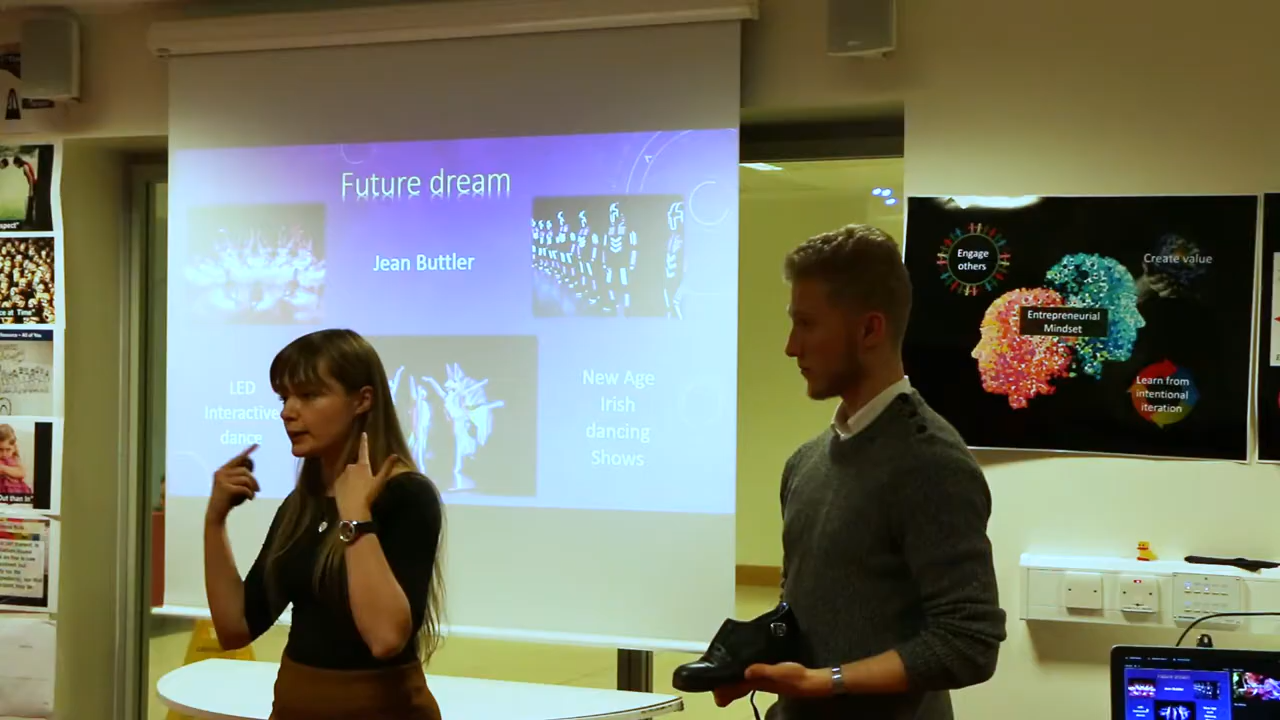 Future dream
Jean Buttler
LED
Interactive
dance
New Age
Irish
dancing
Shows
Engage
others
Create value
Entrepreneurial
Mindset
Learn from
intentional
iteration